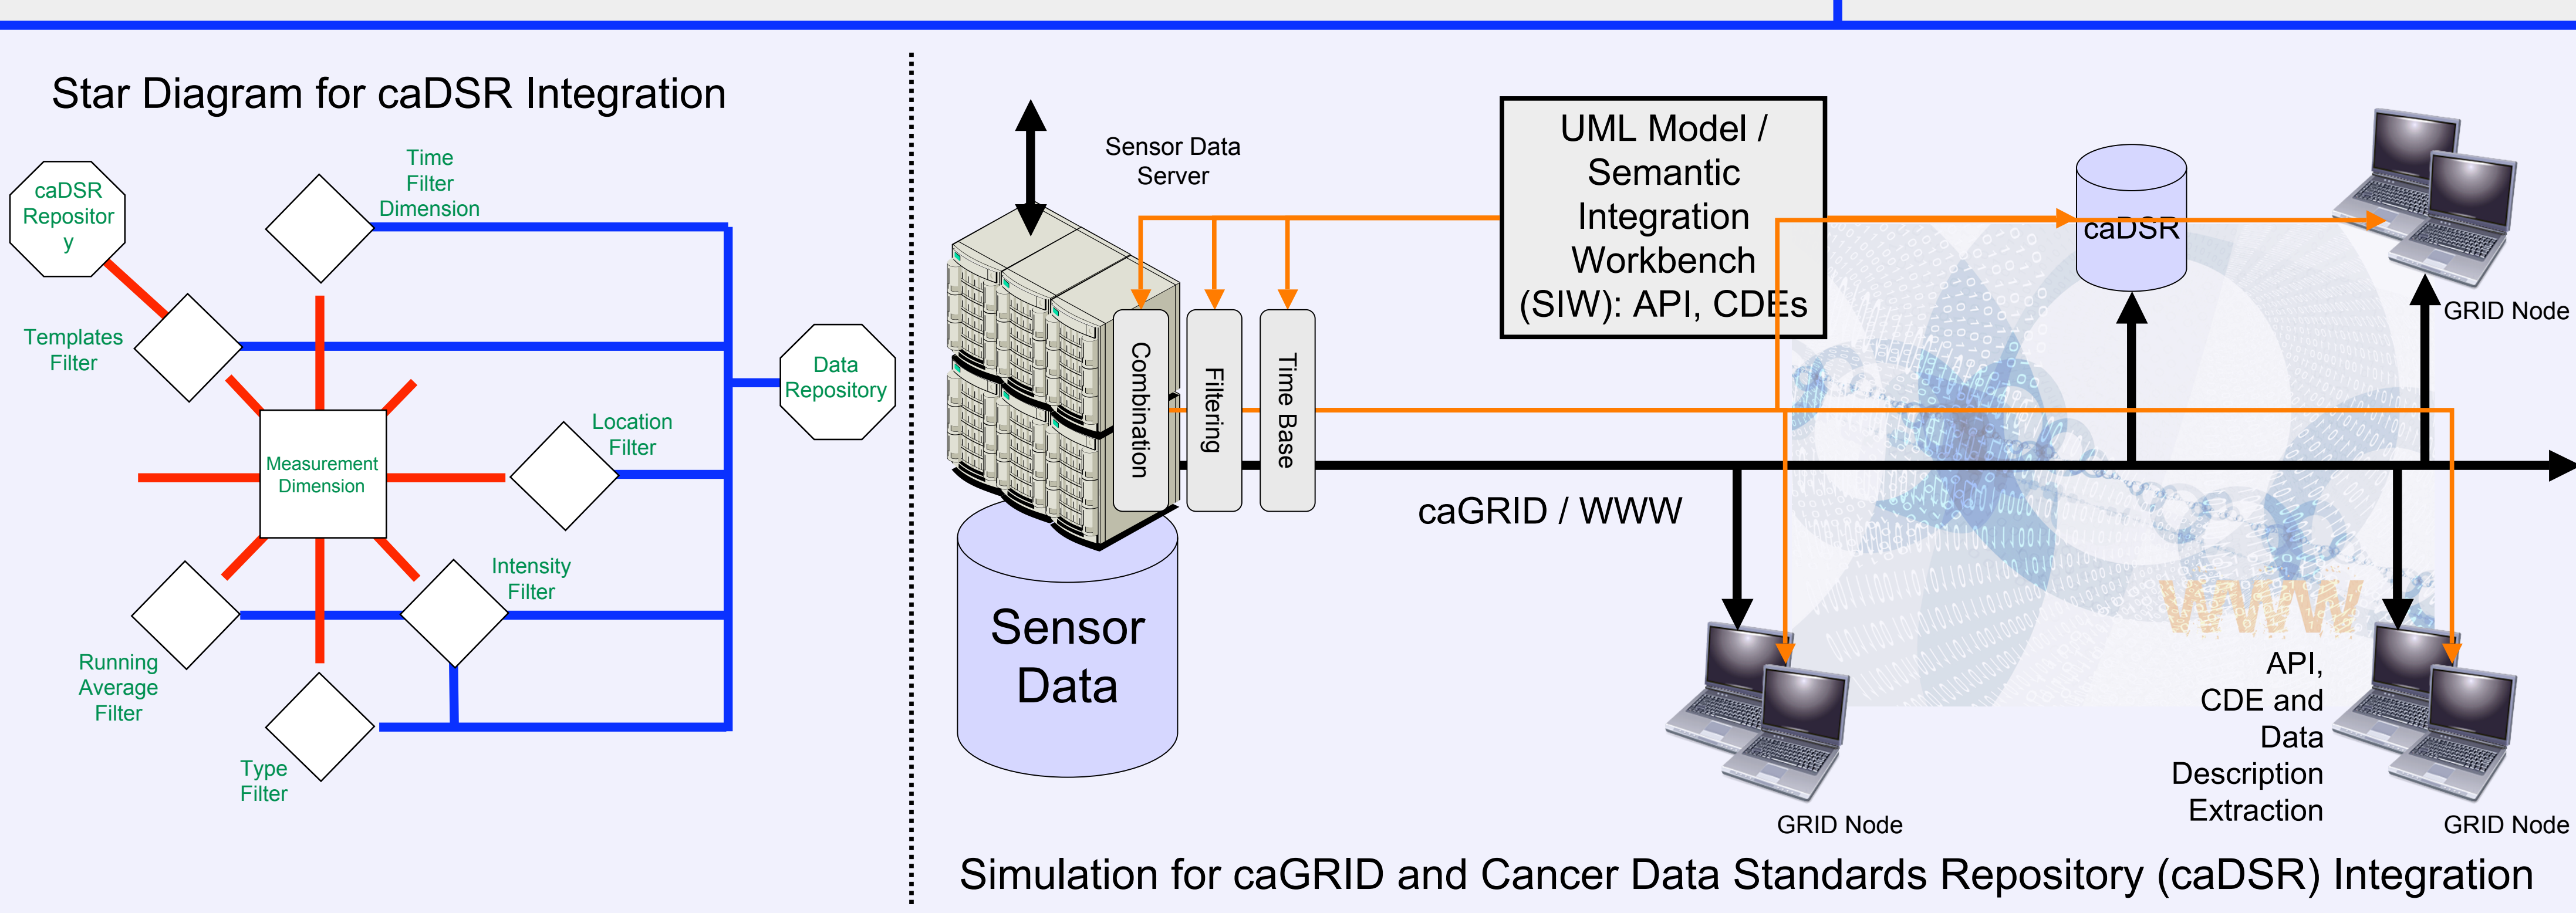 Star Diagram for caDSR Integration
caDSR
Repositor
y
Time
Filter
Dimension
Templates
Filter
Data
Repository
Location
Filter
Measurement
Dimension
Intensity
Filter
Running
Average
Filter
Type
Filter
Sensor Data
Server
UML Model /
Semantic
Integration
Workbench
(SIW): API, CDEs
caDSR
GRID Node
Combination
Filtering
Time Base
caGRID / WWW
Sensor
Data
WWW
API,
CDE and
Data
Description
Extraction
GRID Node
GRID Node
Simulation for caGRID and Cancer Data Standards Repository (caDSR) Integration